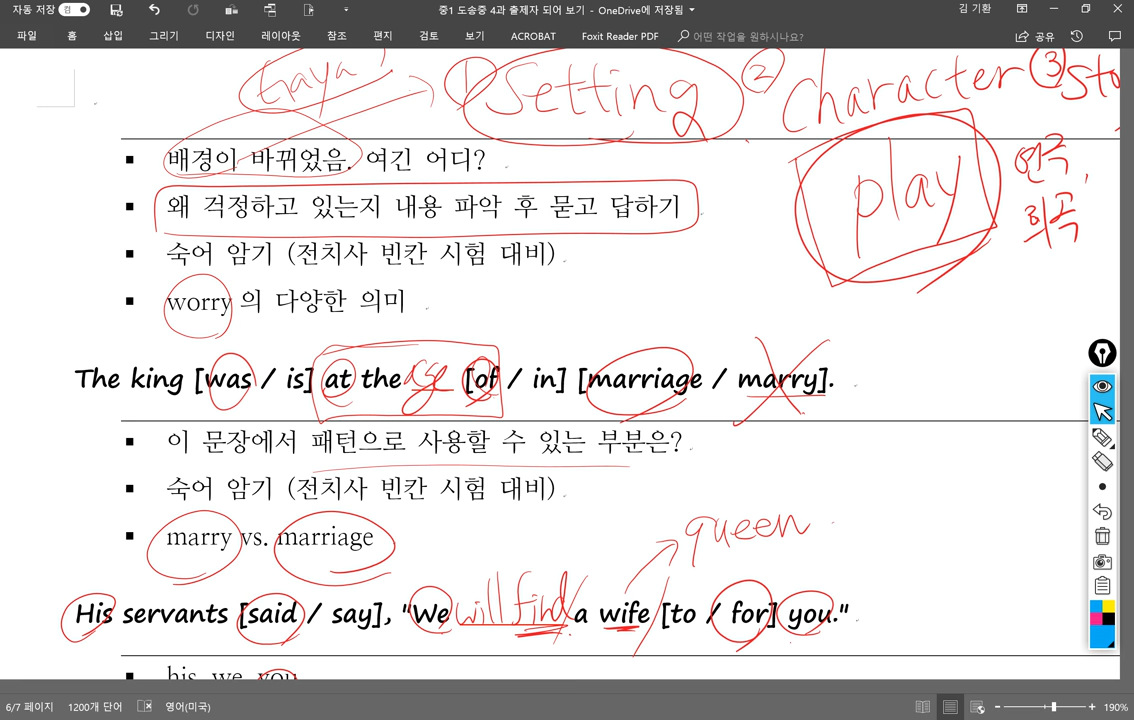 자동 저장 컴 중1 도송중 4과 출제자 되어 보기 - OneDrive에 저장됨 김 기환
파일 홈 삽입 그리기 디자인 레이아웃 참조 편지 검토 보기 ACROBAT Foxit Reader PDF 어떤 작업을 원하시나요? 공유
Gaya ① Setting ② Character ③ Sto
배경이 바뀌었음. 여긴 어디?
play 연극, 희곡
왜 걱정하고 있는지 내용 파악 후 묻고 답하기
숙어 암기 (전치사 빈칸 시험 대비)
worry 의 다양한 의미
The king [was / is] at the age [of / in] [marriage / marry].
이 문장에서 패턴으로 사용할 수 있는 부분은?
숙어 암기 (전치사 빈칸 시험 대비)
queen
marry vs. marriage
His servants [said / say], "We will find a wife [to / for] you."
his we you
6/7 페이지 1200개 단어 영어(미국) 190%